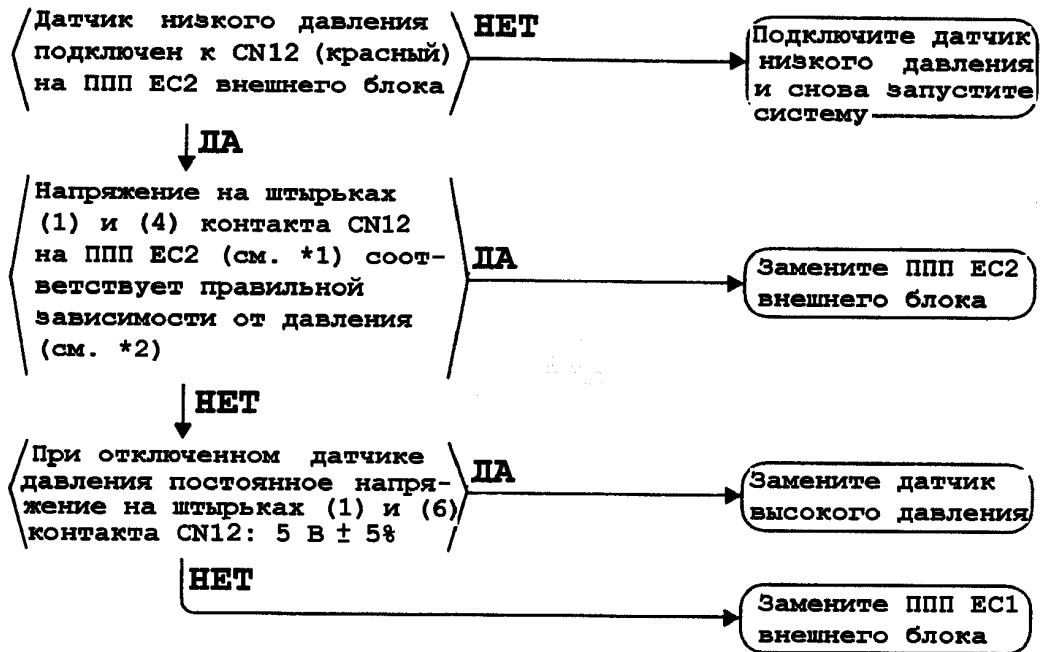 Датчик низкого давления
подключен к CN12 (красный)
на ППП EC2 внешнего блока
НЕТ
Подключите датчик
низкого давления
и снова запустите
систему
ДА
Напряжение на штырьках
(1) и (4) контакта CN12
на ППП EC2 (см. *1) соот-
ветствует правильной
зависимости от давления
(см. *2)
ДА
Замените ППП EC2
внешнего блока
НЕТ
При отключенном датчике
давления постоянное напря-
жение на штырьках (1) и (6)
контакта CN12: 5 В ± 5%
ДА
Замените датчик
высокого давления
НЕТ
Замените ППП EC1
внешнего блока